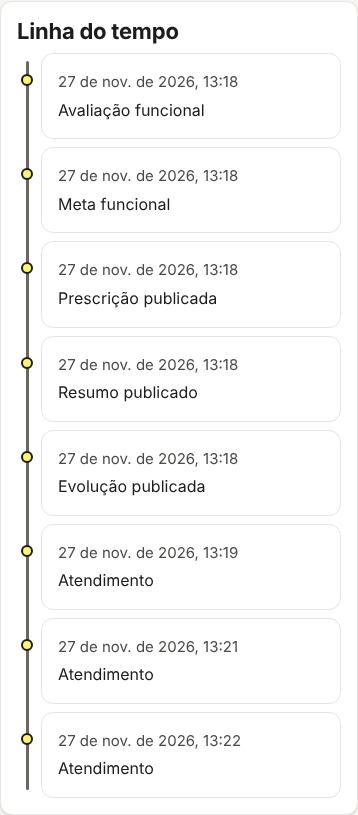 Linha do tempo
27 de nov. de 2026, 13:18
Avaliação funcional
27 de nov. de 2026, 13:18
Meta funcional
27 de nov. de 2026, 13:18
Prescrição publicada
27 de nov. de 2026, 13:18
Resumo publicado
27 de nov. de 2026, 13:18
Evolução publicada
27 de nov. de 2026, 13:19
Atendimento
27 de nov. de 2026, 13:21
Atendimento
27 de nov. de 2026, 13:22
Atendimento